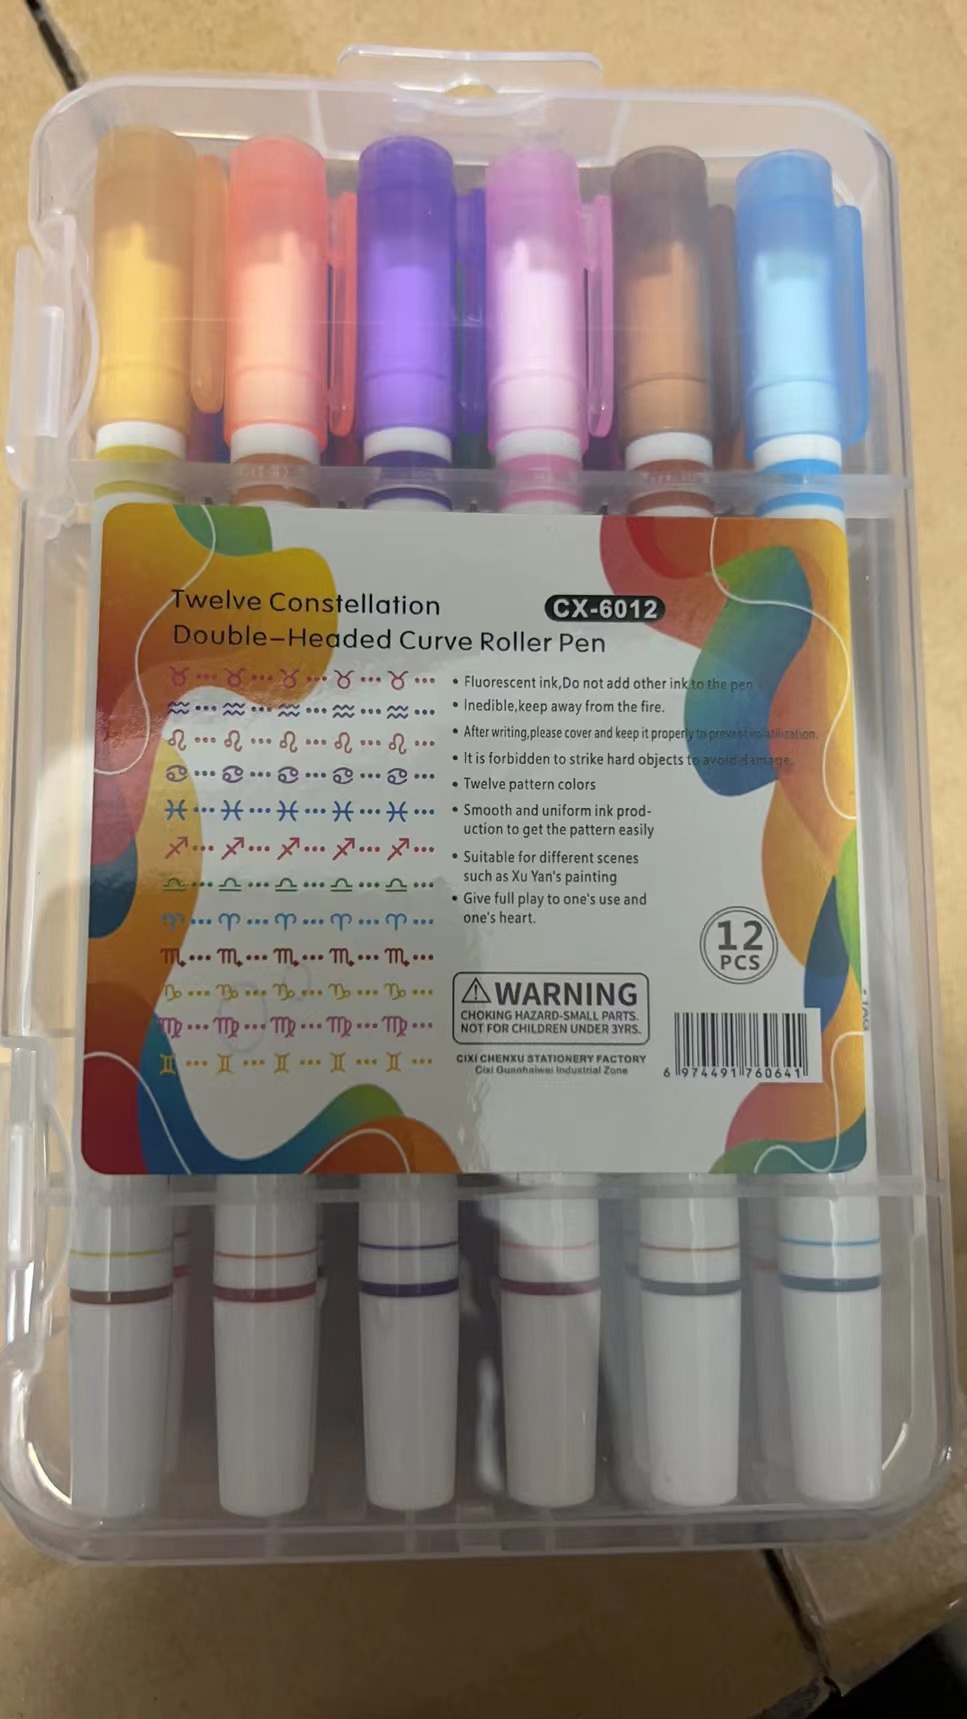 Twelve Constellation
Double-Headed Curve Roller Pen
CX-6012
• Fluorescent ink,Do not add other ink to the pen
• Inedible,keep away from the fire.
• After writing,please cover and keep it properly to prevent volatilization.
• It is forbidden to strike hard objects to avoid damage.
• Twelve pattern colors
• Smooth and uniform ink prod-
uction to get the pattern easily
• Suitable for different scenes
such as Xu Yan's painting
• Give full play to one's use and
one's heart.
12
PCS
WARNING
CHOKING HAZARD-SMALL PARTS.
NOT FOR CHILDREN UNDER 3YRS.
CIXI CHENXU STATIONERY FACTORY
Cixi Guanhaiwei Industrial Zone
6 974491 760641